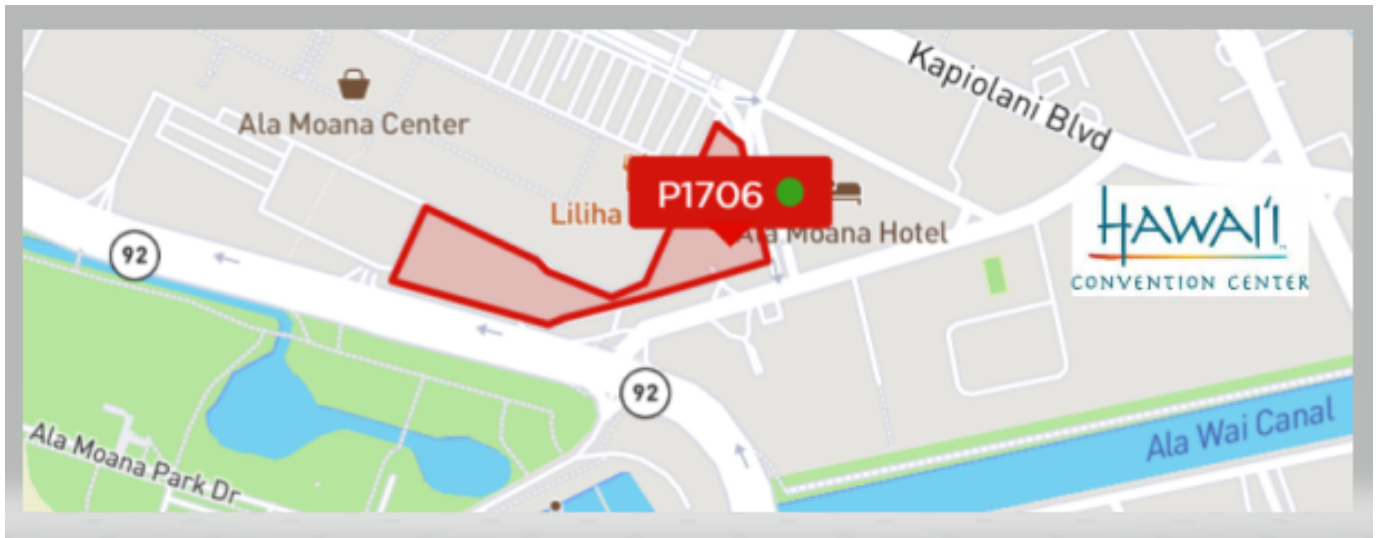 Kapiolani Blvd
Ala Moana Center
P1706
Liliha
Ala Moana Hotel
HAWAI'I
CONVENTION CENTER
92
92
Ala Moana Park Dr
Ala Wai Canal